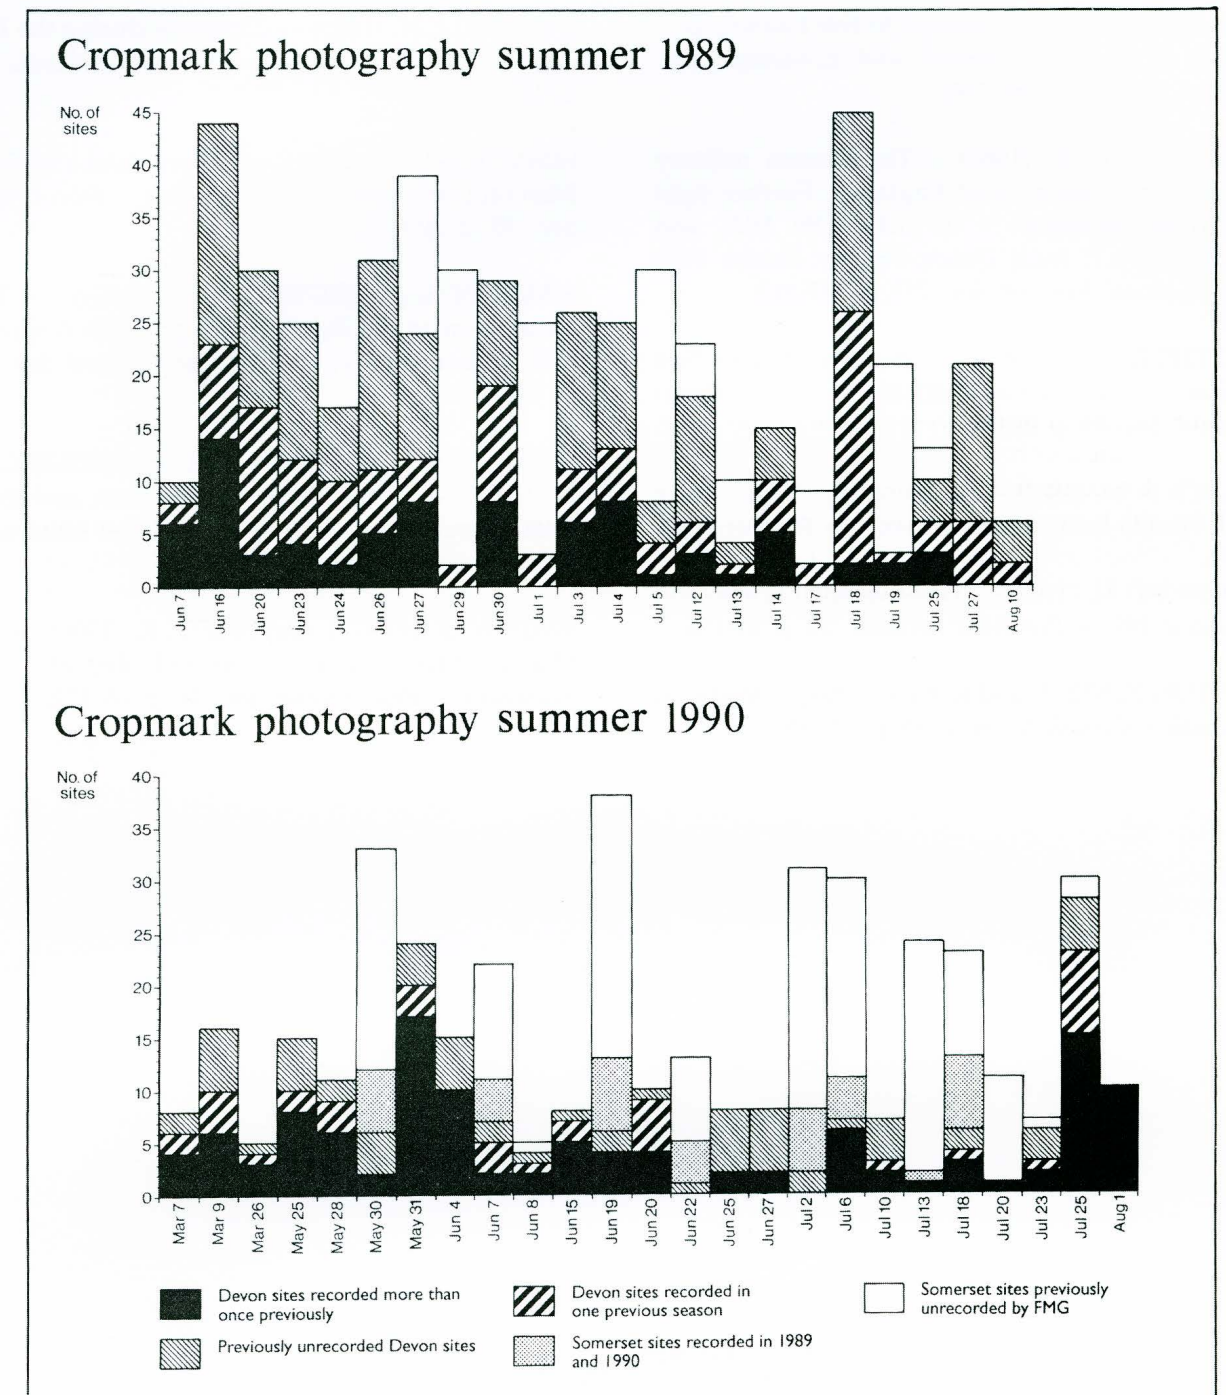 Cropmark photography summer 1989
No. of
sites
45
40
35
30
25
20
15
10
5
0
Jun 7
Jun 16
Jun 20
Jun 23
Jun 24
Jun 26
Jun 27
Jun 29
Jun 30
Jul 1
Jul 3
Jul 4
Jul 5
Jul 12
Jul 13
Jul 14
Jul 17
Jul 18
Jul 19
Jul 25
Jul 27
Aug 10
Cropmark photography summer 1990
No. of
sites
40
35
30
25
20
15
10
5
0
Mar 7
Mar 9
Mar 26
May 25
May 28
May 30
May 31
Jun 4
Jun 7
Jun 8
Jun 15
Jun 19
Jun 20
Jun 22
Jun 25
Jun 27
Jul 2
Jul 6
Jul 10
Jul 13
Jul 18
Jul 20
Jul 23
Jul 25
Aug 1
Devon sites recorded more than
once previously
Devon sites recorded in
one previous season
Somerset sites previously
unrecorded by FMG
Previously unrecorded Devon sites
Somerset sites recorded in 1989
and 1990